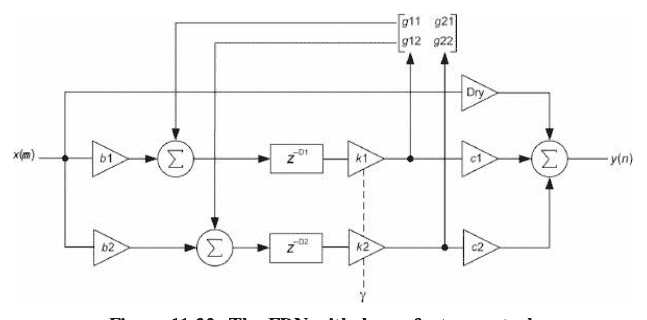 g11 g21
g12 g22
Dry
x(m)
b1
Σ
z^-D1
k1
c1
Σ
y(n)
b2
Σ
z^-D2
k2
c2
γ